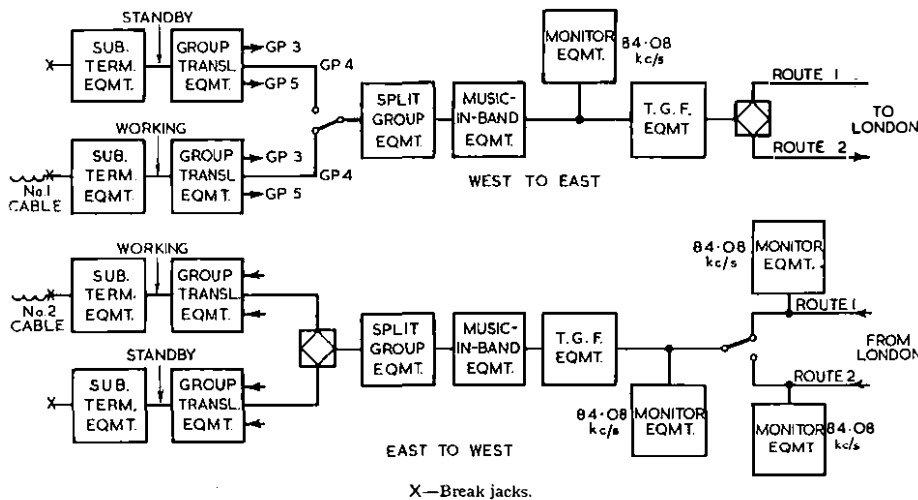 STANDBY
SUB.
TERM.
EQMT.
GROUP
TRANSL.
EQMT.
GP 3
GP 4
GP 5
WORKING
No.1
CABLE
SUB.
TERM.
EQMT.
GROUP
TRANSL.
EQMT.
GP 3
GP 4
GP 5
SPLIT
GROUP
EQMT.
MUSIC-
IN-BAND
EQMT.
MONITOR
EQMT.
84·08
kc/s
T. G. F.
EQMT.
ROUTE 1
TO
LONDON
ROUTE 2
WEST TO EAST
WORKING
No.2
CABLE
SUB.
TERM.
EQMT.
GROUP
TRANSL.
EQMT.
STANDBY
SUB.
TERM.
EQMT.
GROUP
TRANSL.
EQMT.
SPLIT
GROUP
EQMT.
MUSIC-
IN-BAND
EQMT.
T. G. F.
EQMT.
84·08
kc/s
MONITOR
EQMT.
84·08
kc/s
MONITOR
EQMT.
ROUTE 1
FROM
LONDON
ROUTE 2
MONITOR
EQMT.
84·08
kc/s
EAST TO WEST
X—Break jacks.